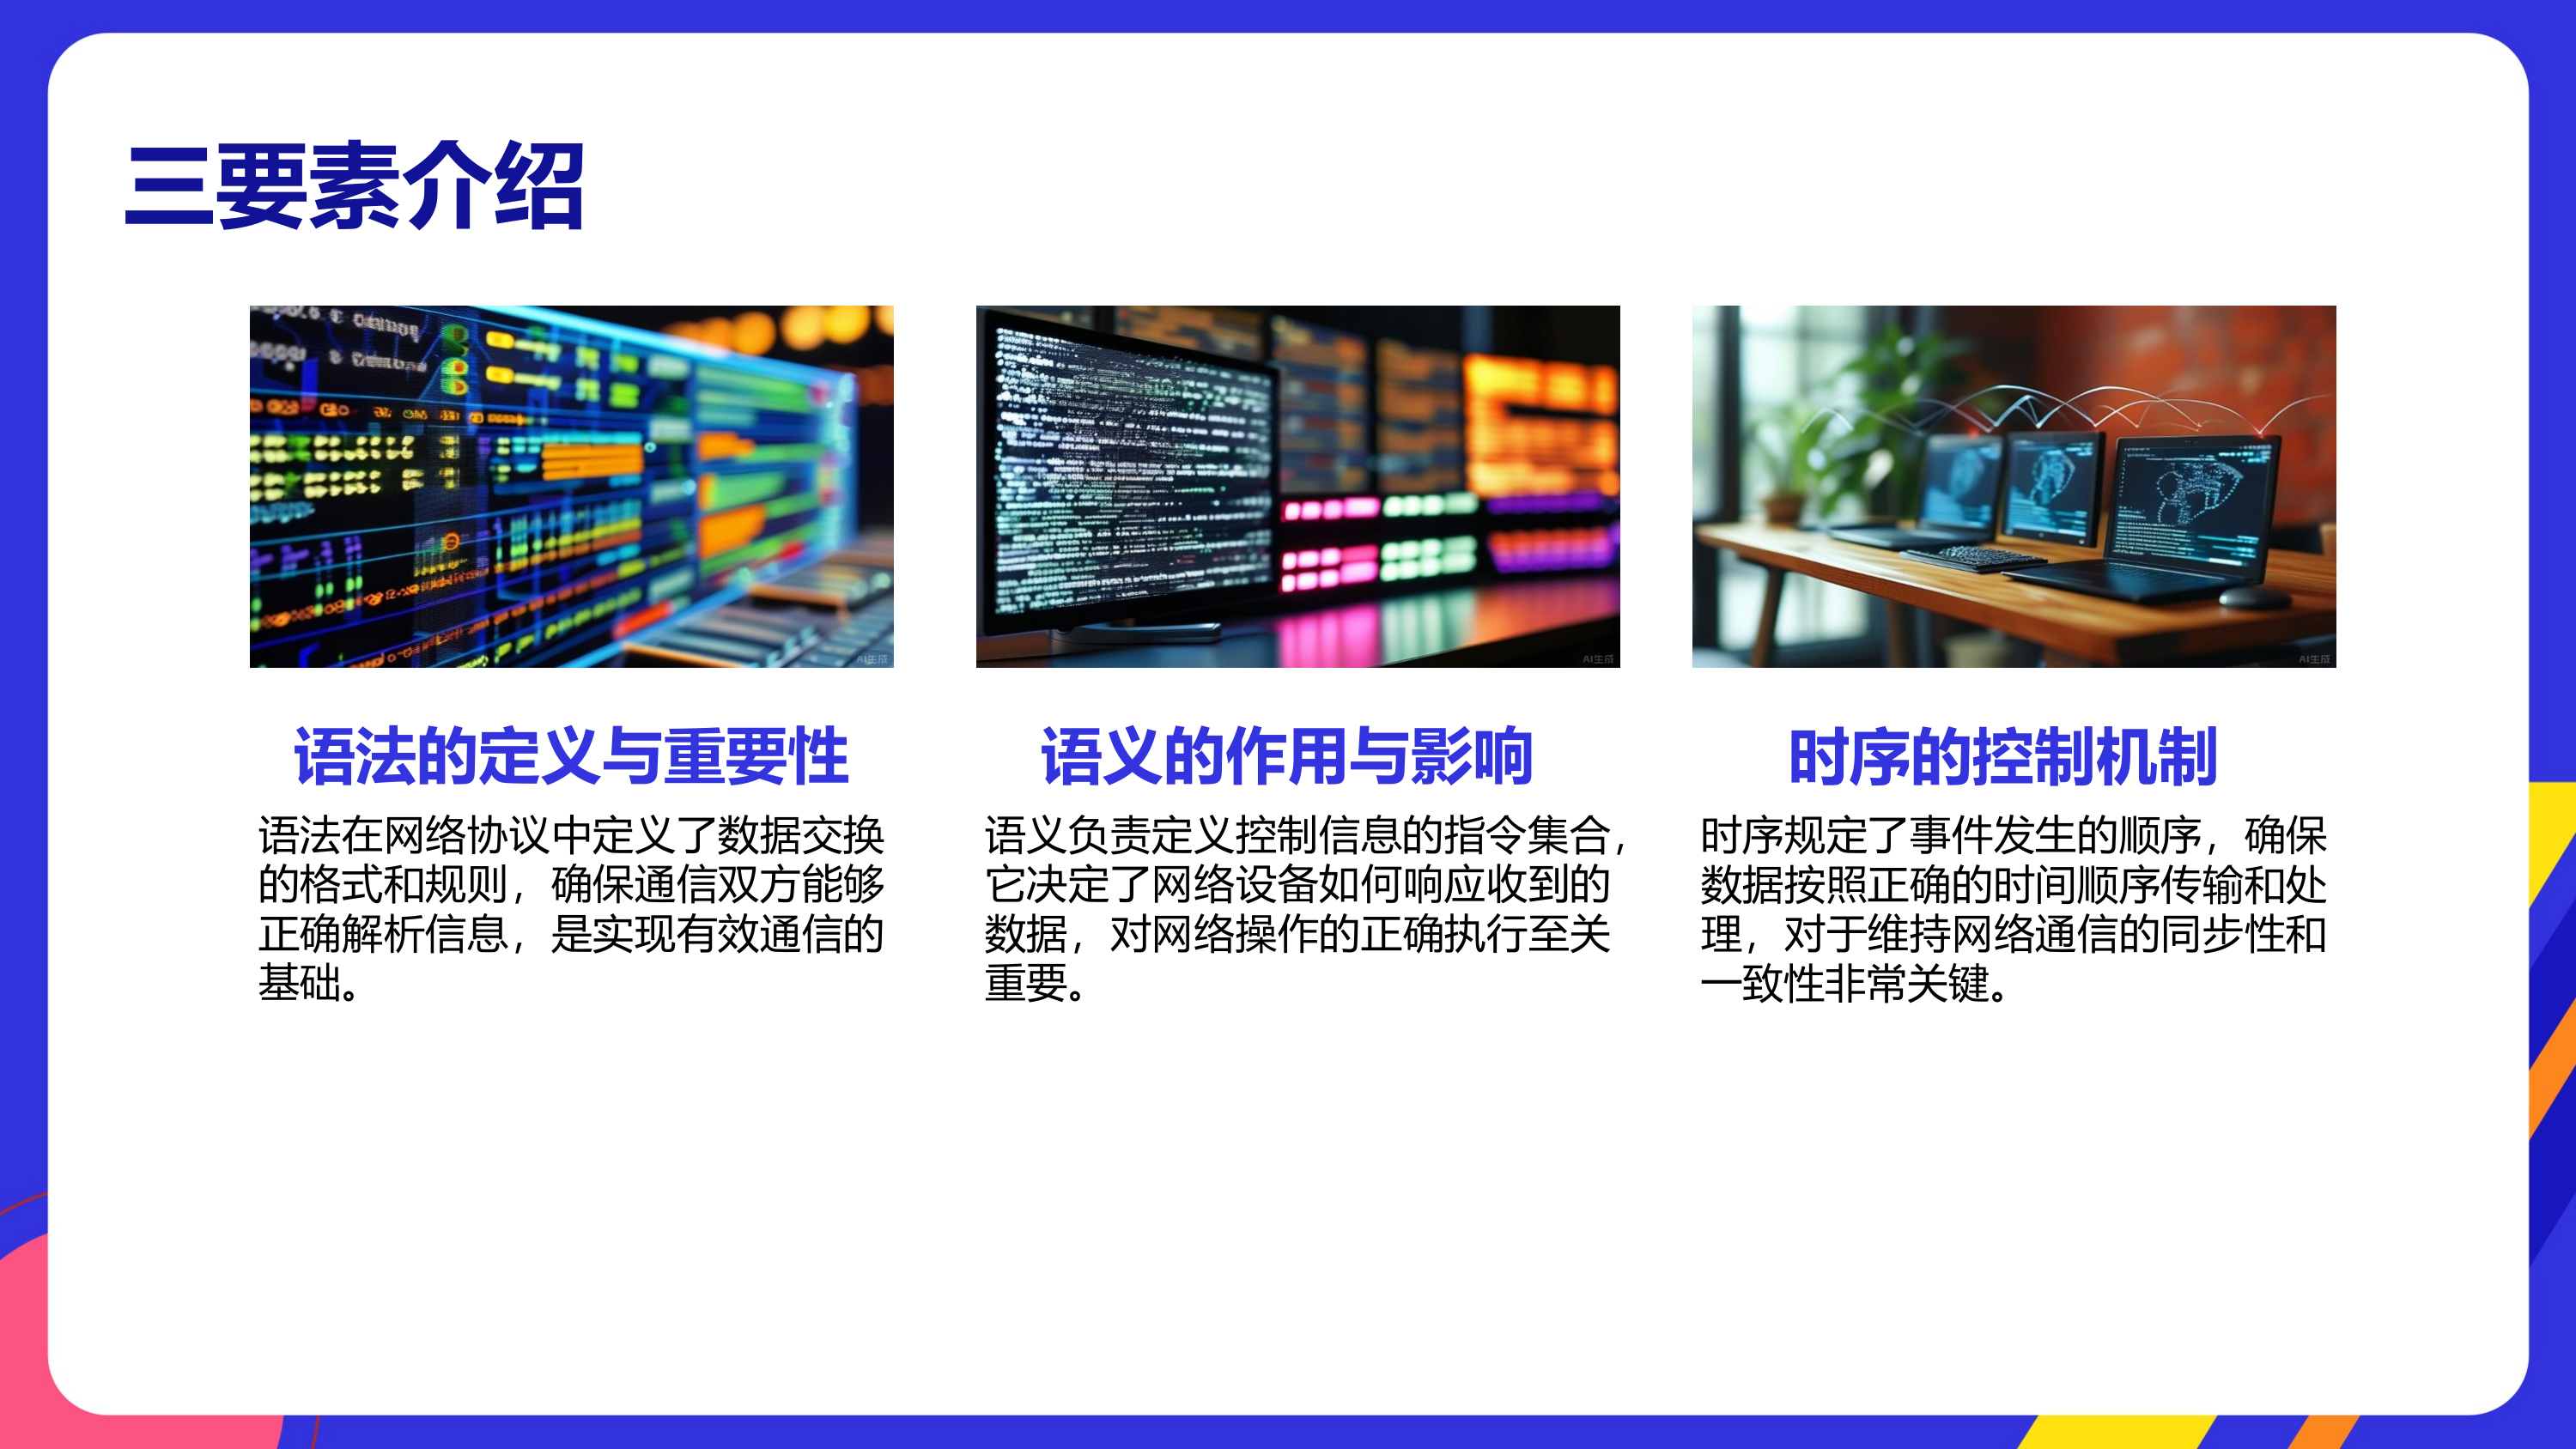 三要素介绍
AI生成
AI生成
AI生成
语法的定义与重要性
语法在网络协议中定义了数据交换
的格式和规则，确保通信双方能够
正确解析信息，是实现有效通信的
基础。
语义的作用与影响
语义负责定义控制信息的指令集合，
它决定了网络设备如何响应收到的
数据，对网络操作的正确执行至关
重要。
时序的控制机制
时序规定了事件发生的顺序，确保
数据按照正确的时间顺序传输和处
理，对于维持网络通信的同步性和
一致性非常关键。